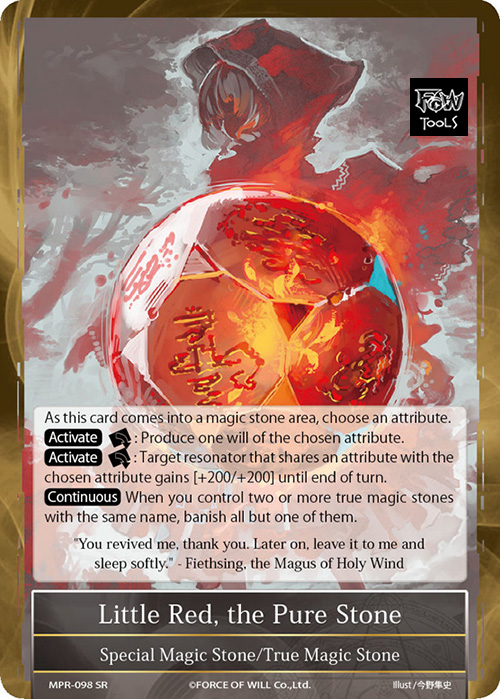 FOW
TOOLS
As this card comes into a magic stone area, choose an attribute.
Activate : Produce one will of the chosen attribute.
Activate : Target resonator that shares an attribute with the
chosen attribute gains [+200/+200] until end of turn.
Continuous When you control two or more true magic stones
with the same name, banish all but one of them.
"You revived me, thank you. Later on, leave it to me and
sleep softly." - Fiethsing, the Magus of Holy Wind
Little Red, the Pure Stone
Special Magic Stone/True Magic Stone
MPR-098 SR ©FORCE OF WILL Co.,Ltd. Illust /今野隼史